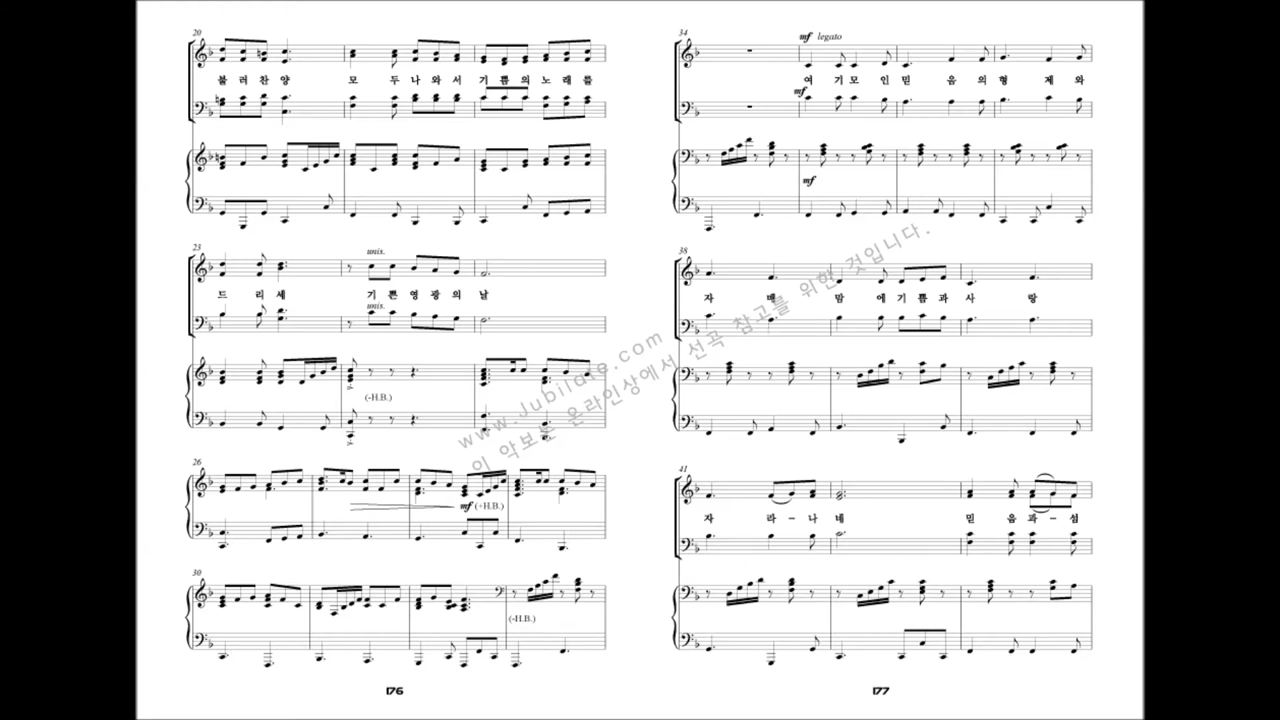 20
불러찬양 모 두나와서 기쁨의노래를
23
unis.
드 리세 기쁜영광의날
unis.
(-H.B.)
26
mf (+H.B.)
30
(-H.B.)
176
34
mf legato
여 기모인믿 음의형 제와
mf
mf
38
자 매 맘 에기쁨과사 랑
41
자 라-나네 믿음과-섬
177
www.Jubilate.com
이 악보는 온라인상에서 선곡 참고를 위한 것입니다.